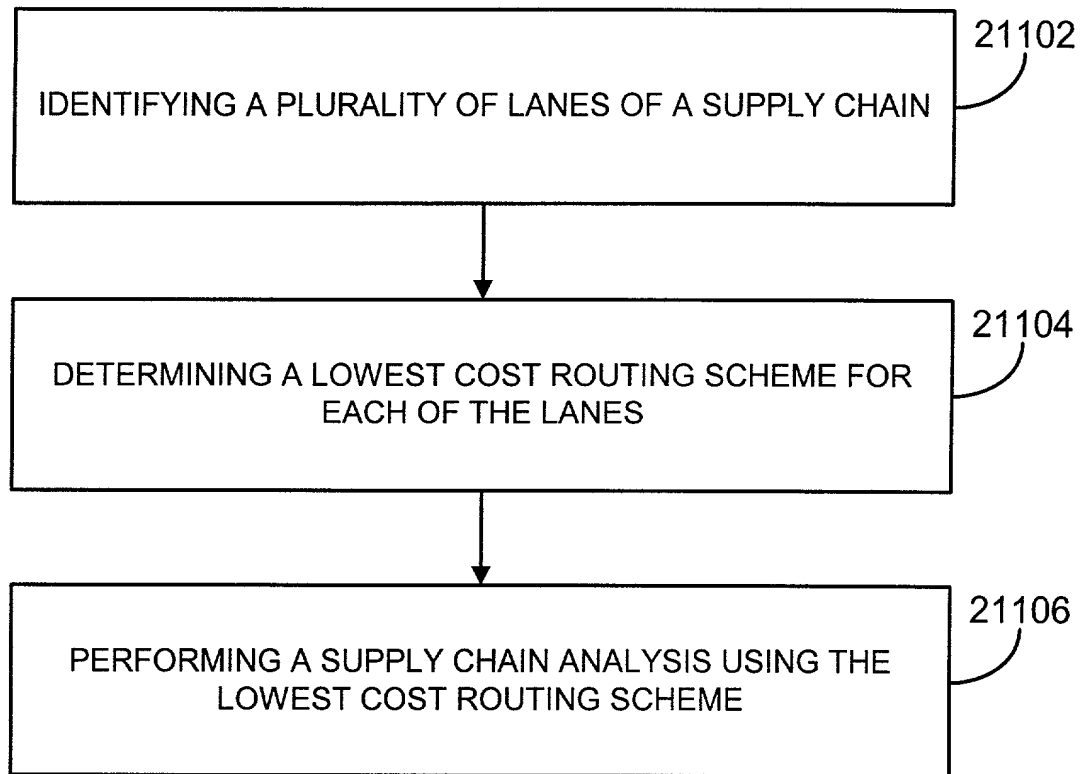 21102
IDENTIFYING A PLURALITY OF LANES OF A SUPPLY CHAIN
21104
DETERMINING A LOWEST COST ROUTING SCHEME FOR
EACH OF THE LANES
21106
PERFORMING A SUPPLY CHAIN ANALYSIS USING THE
LOWEST COST ROUTING SCHEME